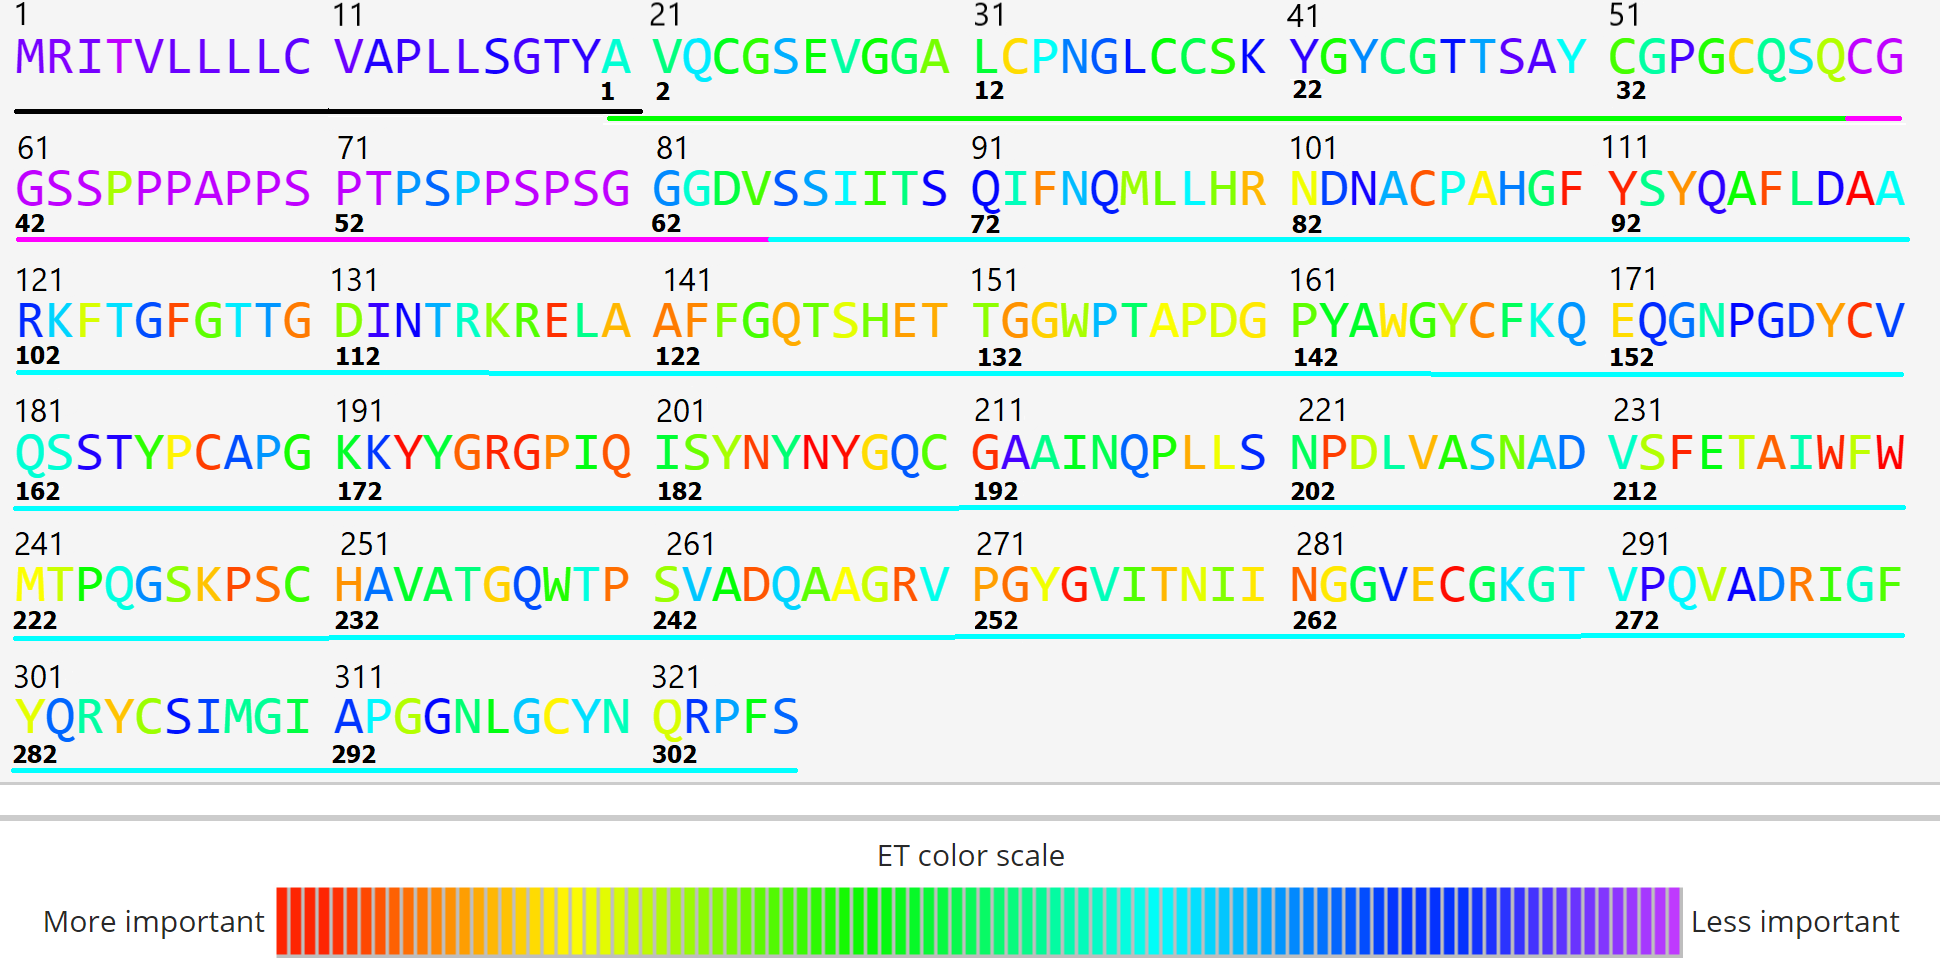 1 11 21 31 41 51
MRITVLLLLC VAPLLSGTYA VQCGSEVGGA LCPNGLCCSK YGYCGTTSAY CGPGCQSQCG
1 2 12 22 32
61 71 81 91 101 111
GSSPPPAPPS PTPSPPSPSG GGDVSSIITS QIFNQMLLHR NDNACPAHGF YSYQAFLDAA
42 52 62 72 82 92
121 131 141 151 161 171
RKFTGFGTTG DINTRKRELA AFFGQTSHET TGGWPTAPDG PYAWGYCFKQ EQGNPGDYCV
102 112 122 132 142 152
181 191 201 211 221 231
QSSTYPCAPG KKYYGRGPIQ ISYNYNYGQC GAAINQPLLS NPDLVASNAD VSFETAIWFW
162 172 182 192 202 212
241 251 261 271 281 291
MTPQGSKPSC HAVATGQWTP SVADQAAGRV PGYGVITNII NGGVECGKGT VPQVADRIGF
222 232 242 252 262 272
301 311 321
YQRYCSIMGI APGGNLGCYN QRPFS
282 292 302
ET color scale
More important Less important